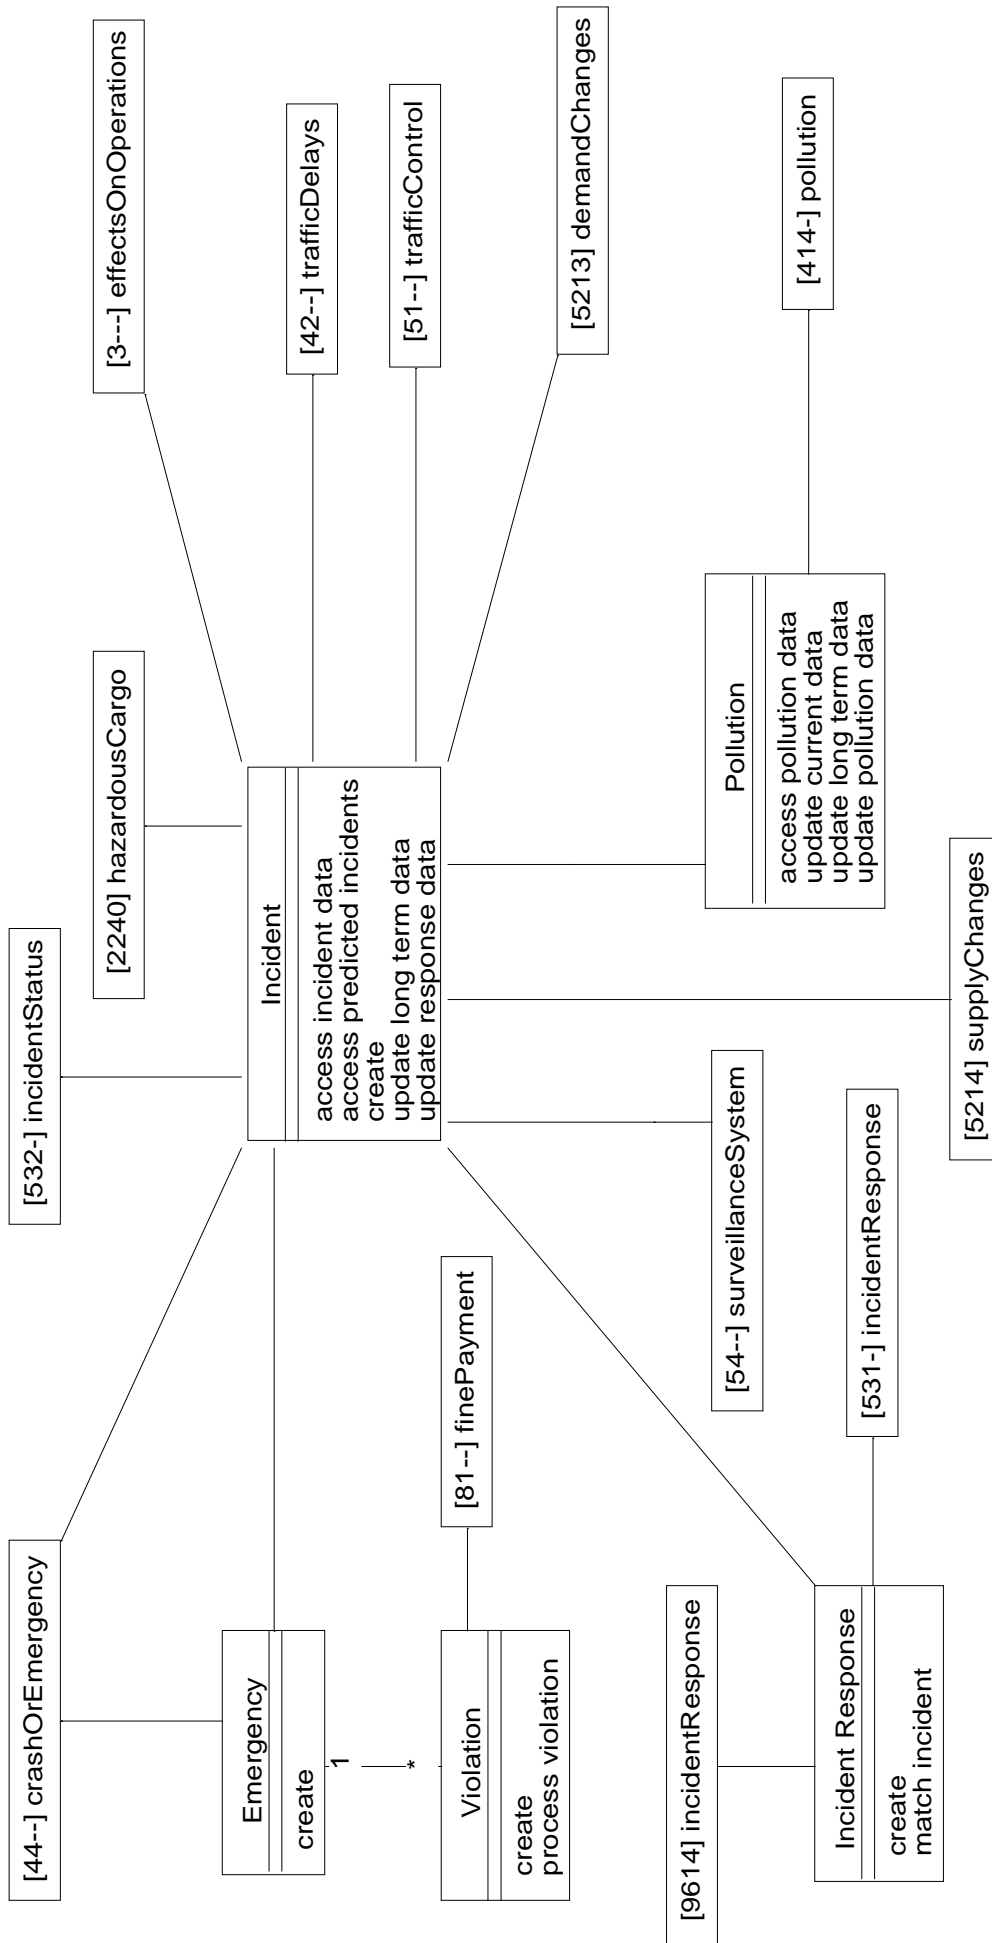 [44--] crashOrEmergency
[532-] incidentStatus
[2240] hazardousCargo
[3---] effectsOnOperations
Emergency
create
1
*
Violation
create
process violation
[81--] finePayment
Incident
access incident data
access predicted incidents
create
update long term data
update response data
[42--] trafficDelays
[51--] trafficControl
[5213] demandChanges
[9614] incidentResponse
Incident Response
create
match incident
[531-] incidentResponse
[54--] surveillanceSystem
[5214] supplyChanges
Pollution
access pollution data
update current data
update long term data
update pollution data
[414-] pollution